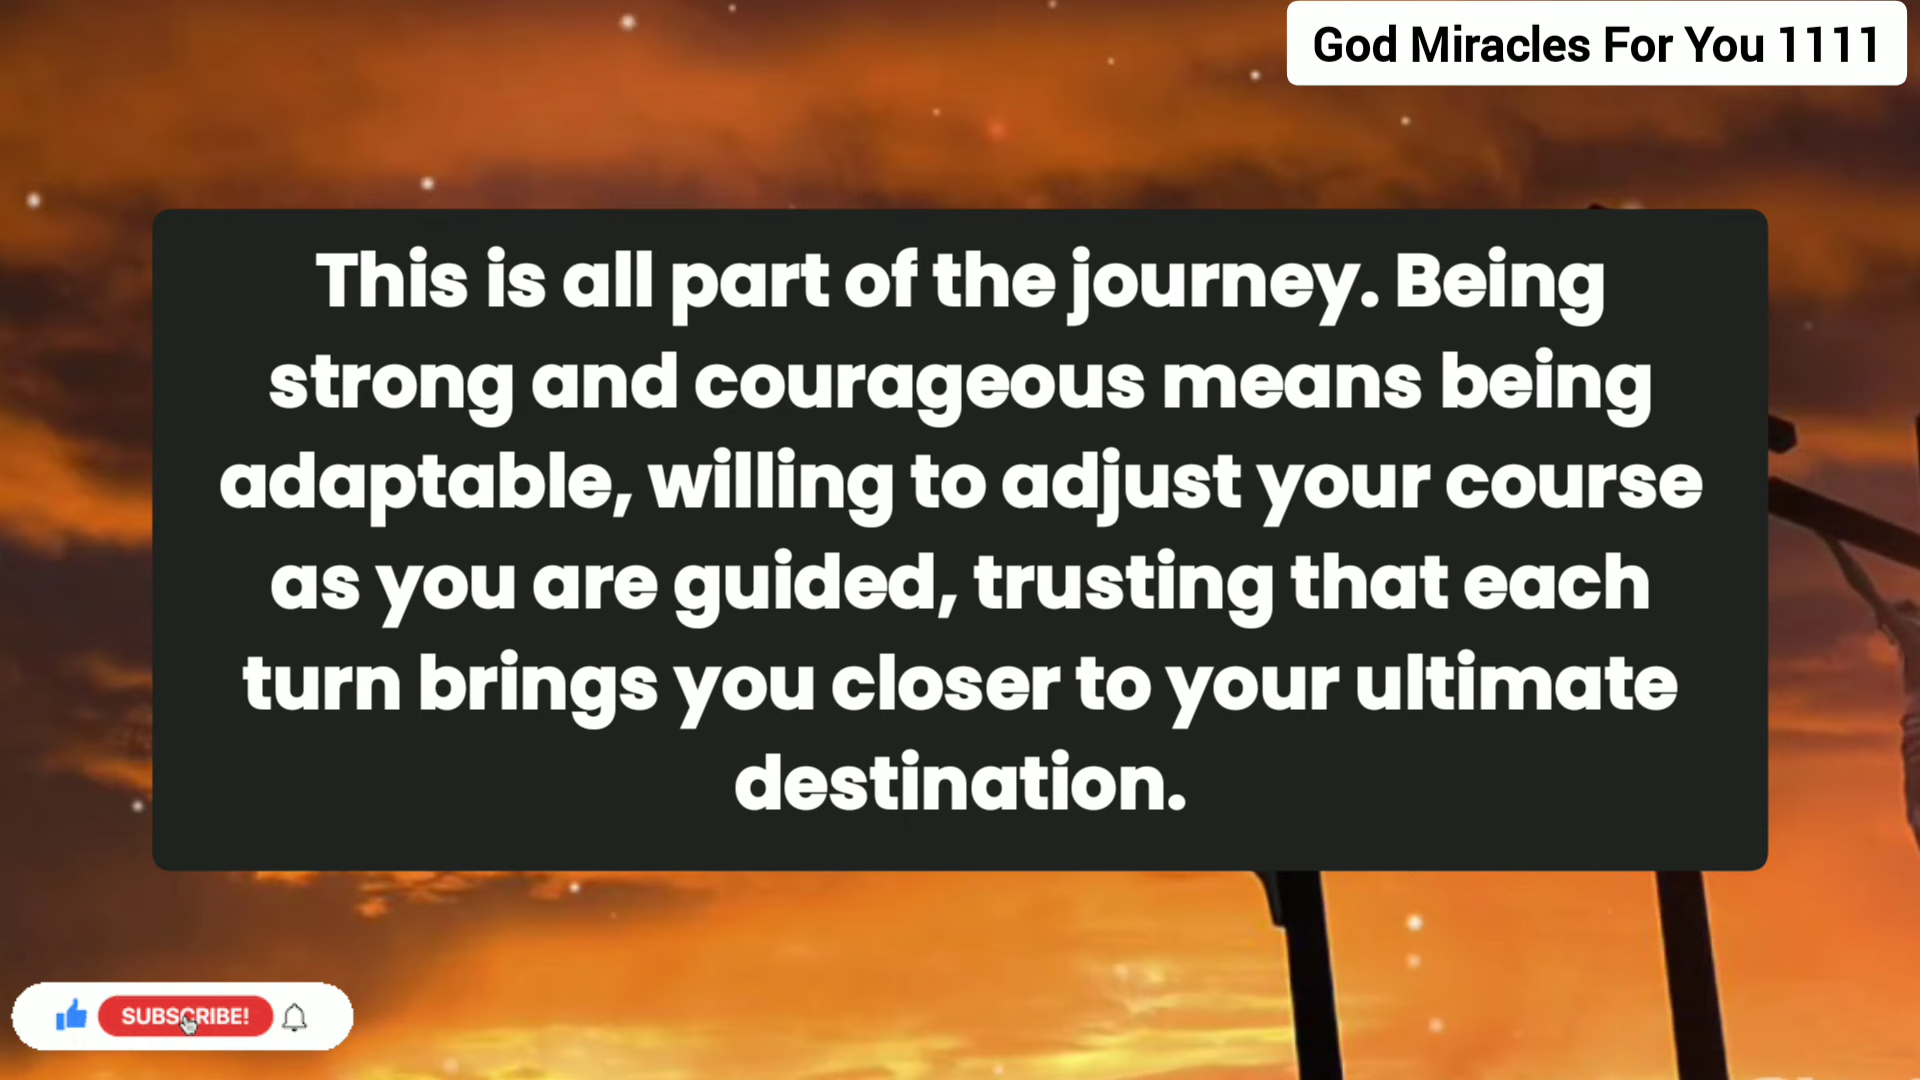 God Miracles For You 1111
This is all part of the journey. Being
strong and courageous means being
adaptable, willing to adjust your course
as you are guided, trusting that each
turn brings you closer to your ultimate
destination.
SUBSCRIBE!